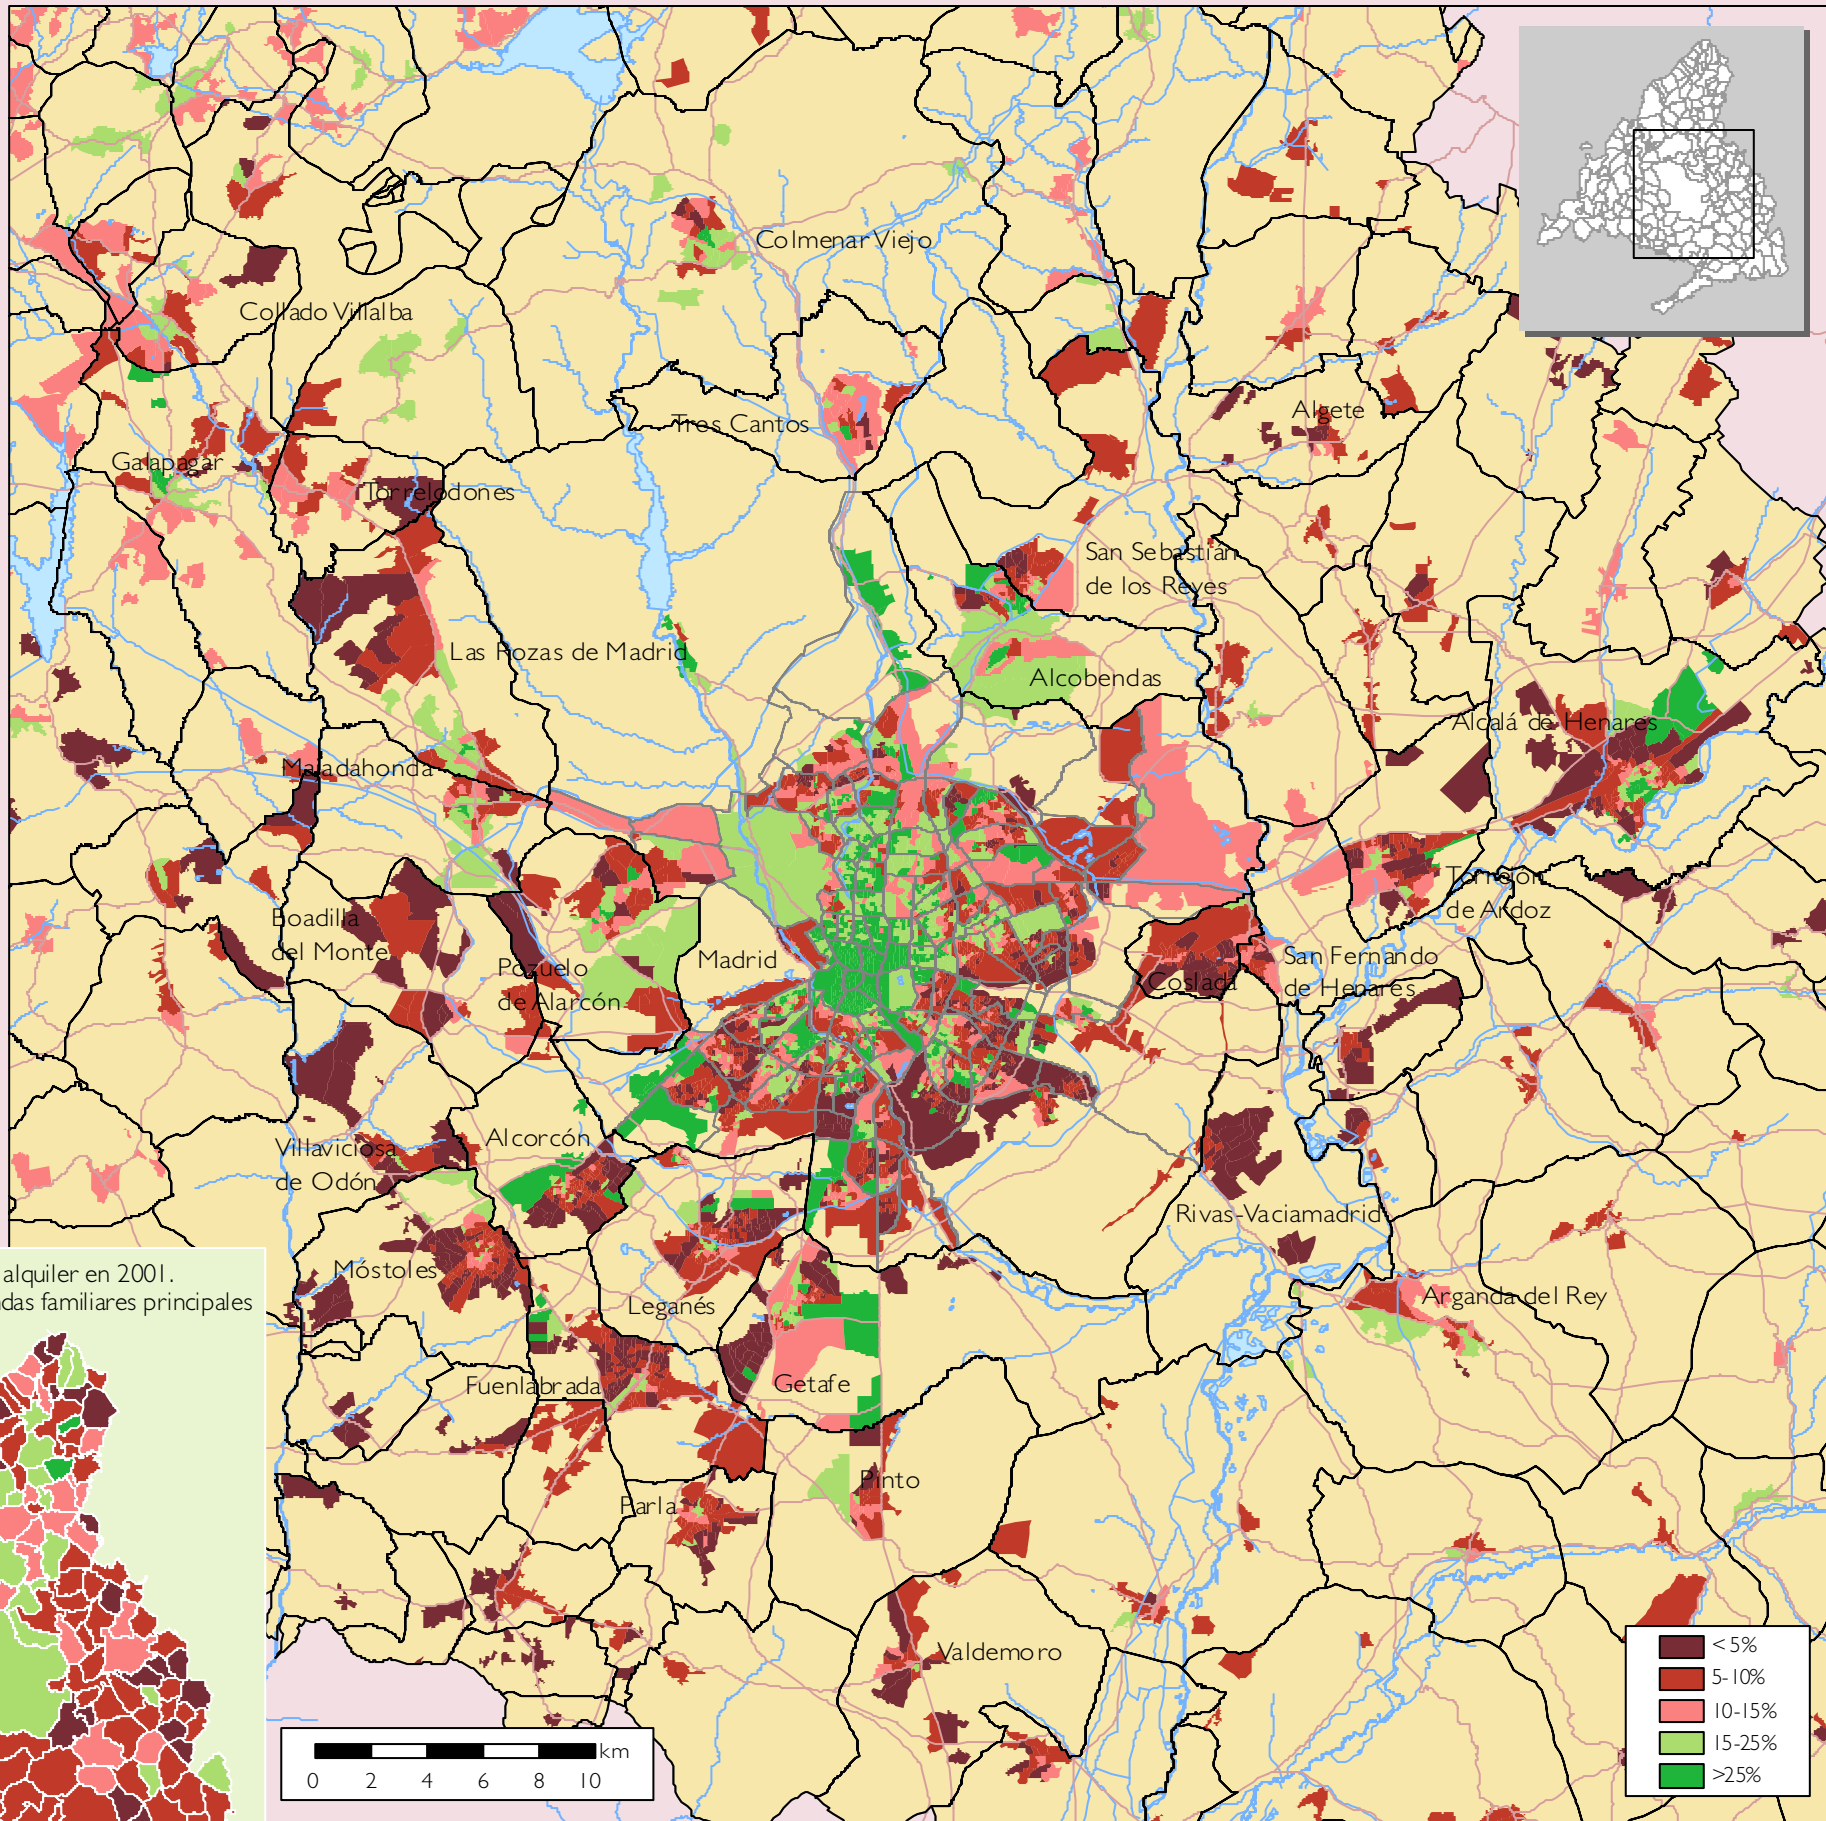 Colmenar Viejo
Collado Villalba
Tres Cantos
Algete
Galapagar
Torrelodones
San Sebastián
de los Reyes
Las Rozas de Madrid
Alcobendas
Alcalá de Henares
Majadahonda
Torrejón
de Ardoz
Boadilla
del Monte
Pozuelo
de Alarcón
Madrid
San Fernando
de Henares
Coslada
Villaviciosa
de Odón
Alcorcón
Rivas-Vaciamadrid
Móstoles
Leganés
Arganda del Rey
Fuenlabrada
Getafe
Pinto
Parla
Valdemoro
alquiler en 2001.
das familiares principales
km
0 2 4 6 8 10
< 5%
5-10%
10-15%
15-25%
>25%